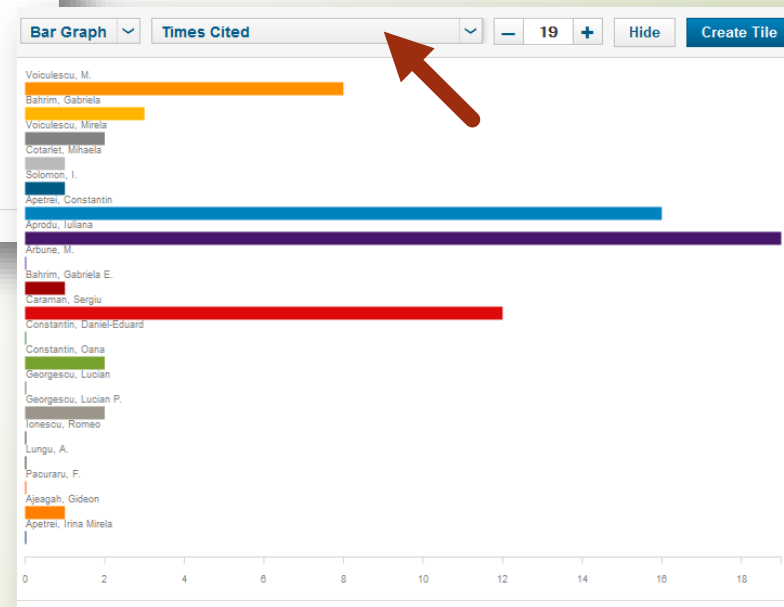 Bar Graph Times Cited – 19 + Hide Create Tile
Voiculescu, M.
Bahrim, Gabriela
Voiculescu, Mirela
Cotarlet, Mihaela
Solomon, I.
Apetrei, Constantin
Aprodu, Iuliana
Arbune, M.
Bahrim, Gabriela E.
Caraman, Sergiu
Constantin, Daniel-Eduard
Constantin, Oana
Georgescu, Lucian
Georgescu, Lucian P.
Ionescu, Romeo
Lungu, A.
Pacuraru, F.
Ajeagah, Gideon
Apetrei, Irina Mirela
0 2 4 6 8 10 12 14 16 18